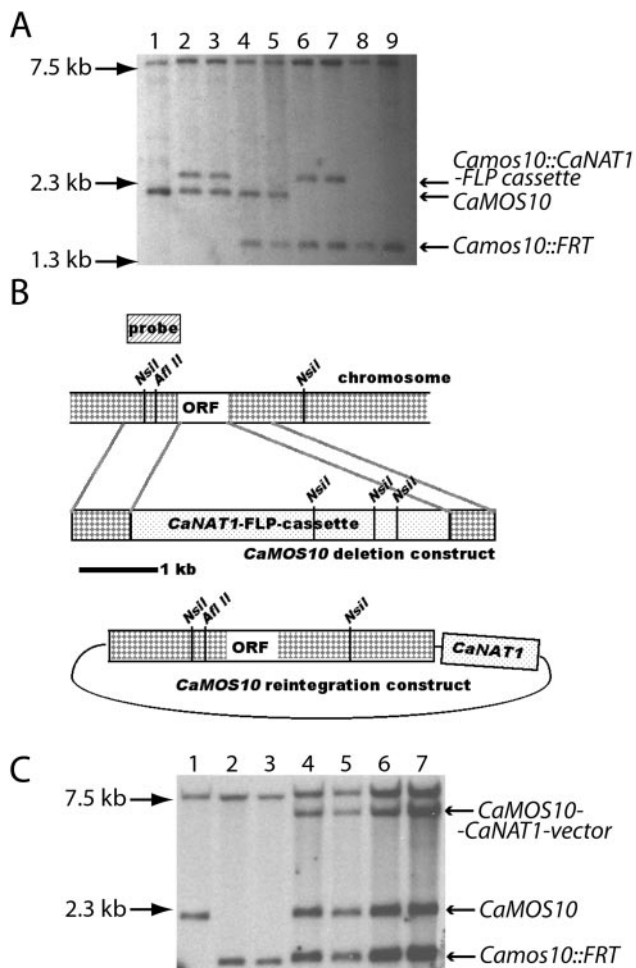 A
1 2 3 4 5 6 7 8 9
7.5 kb
2.3 kb
1.3 kb
Camos10::CaNAT1
-FLP cassette
CaMOS10
Camos10::FRT
B
probe
NsiI
Afl II
NsiI
chromosome
ORF
NsiI
NsiI
NsiI
CaNAT1-FLP-cassette
CaMOS10 deletion construct
1 kb
NsiI
Afl II
NsiI
ORF
CaNAT1
CaMOS10 reintegration construct
C
1 2 3 4 5 6 7
7.5 kb
2.3 kb
CaMOS10-
-CaNAT1-vector
CaMOS10
Camos10::FRT